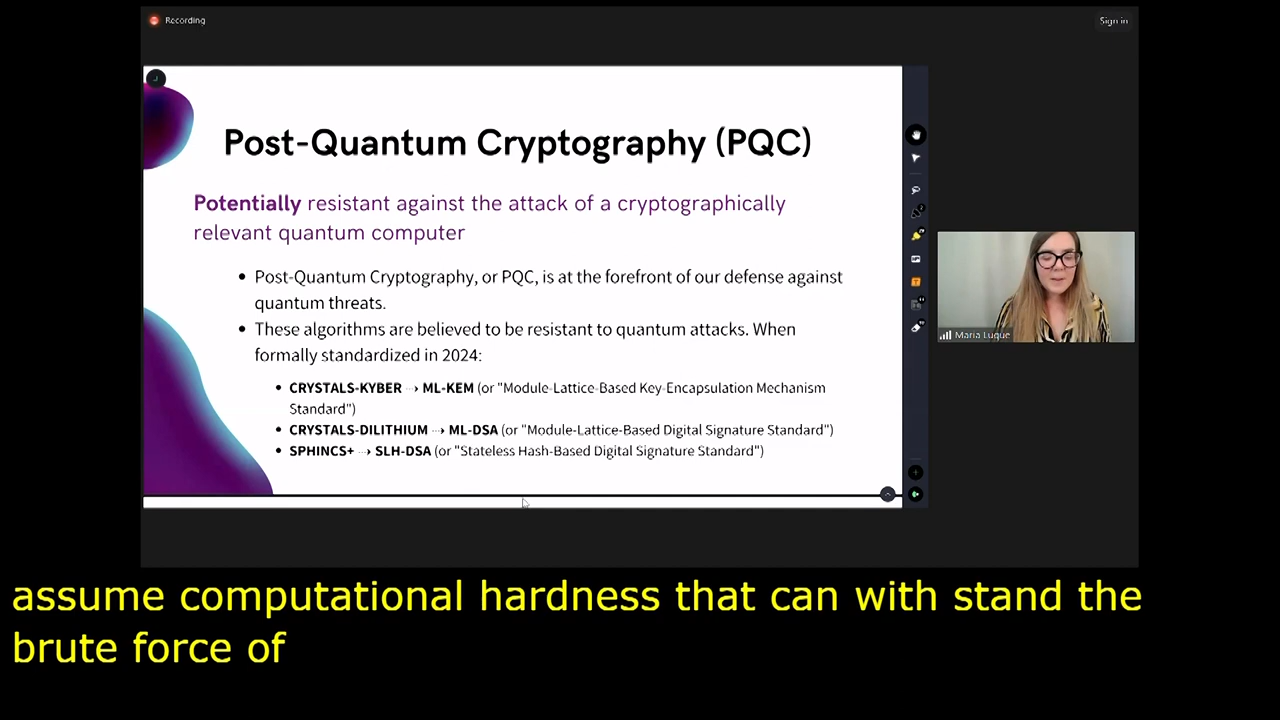 Recording
Sign in
Post-Quantum Cryptography (PQC)
Potentially resistant against the attack of a cryptographically
relevant quantum computer
• Post-Quantum Cryptography, or PQC, is at the forefront of our defense against
quantum threats.
• These algorithms are believed to be resistant to quantum attacks. When
formally standardized in 2024:
• CRYSTALS-KYBER ⇢ ML-KEM (or "Module-Lattice-Based Key-Encapsulation Mechanism
Standard")
• CRYSTALS-DILITHIUM ⇢ ML-DSA (or "Module-Lattice-Based Digital Signature Standard")
• SPHINCS+ ⇢ SLH-DSA (or "Stateless Hash-Based Digital Signature Standard")
Maria Luque
assume computational hardness that can with stand the
brute force of